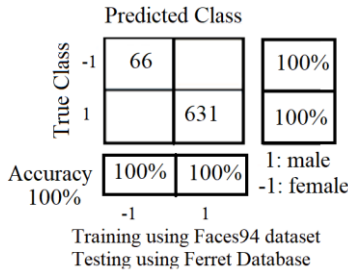 Predicted Class
True Class
-1 66 100%
1 631 100%
Accuracy 100% 100% 100%
1: male
-1: female
-1 1
Training using Faces94 dataset
Testing using Ferret Database